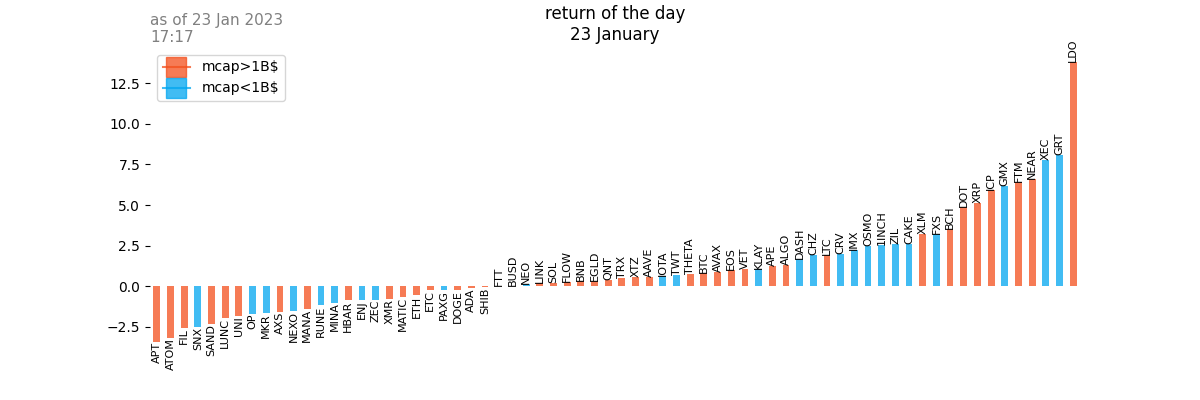 as of 23 Jan 2023
17:17
return of the day
23 January
mcap>1B$
mcap<1B$
12.5
10.0
7.5
5.0
2.5
0.0
−2.5
APT
ATOM
FIL
SNX
SAND
LUNC
UNI
OP
MKR
AXS
NEXO
MANA
RUNE
MINA
HBAR
ENJ
ZEC
XMR
MATIC
ETH
ETC
PAXG
DOGE
ADA
SHIB
FTT
BUSD
NEO
LINK
SOL
FLOW
BNB
EGLD
QNT
TRX
XTZ
AAVE
IOTA
TWT
THETA
BTC
AVAX
EOS
VET
KLAY
APE
ALGO
DASH
CHZ
LTC
CRV
IMX
OSMO
1INCH
ZIL
CAKE
XLM
FXS
BCH
DOT
XRP
ICP
GMX
FTM
NEAR
XEC
GRT
LDO